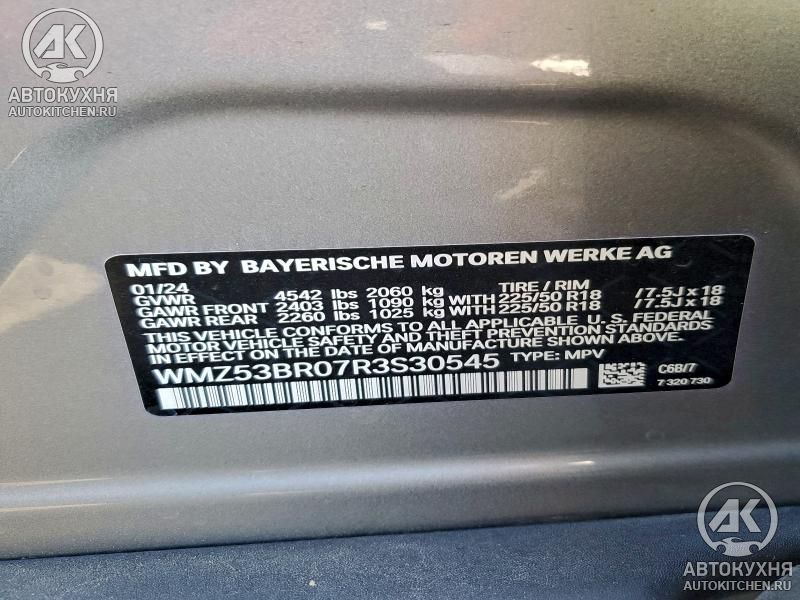 АК
АВТОКУХНЯ
AUTOKITCHEN.RU
MFD BY BAYERISCHE MOTOREN WERKE AG
01/24 TIRE / RIM
GVWR 4542 lbs 2060 kg
GAWR FRONT 2403 lbs 1090 kg WITH 225/50 R18 /7.5J x 18
GAWR REAR 2260 lbs 1025 kg WITH 225/50 R18 /7.5J x 18
THIS VEHICLE CONFORMS TO ALL APPLICABLE U. S. FEDERAL
MOTOR VEHICLE SAFETY AND THEFT PREVENTION STANDARDS
IN EFFECT ON THE DATE OF MANUFACTURE SHOWN ABOVE.
WMZ53BR07R3S30545 TYPE: MPV
C6B/7
7 320 730
АК
АВТОКУХНЯ
AUTOKITCHEN.RU